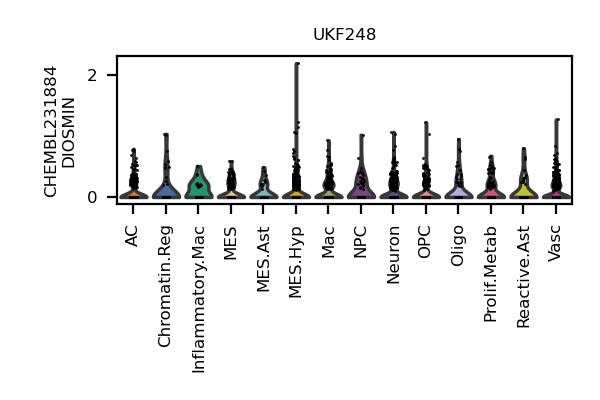 UKF248
CHEMBL231884
DIOSMIN
2
0
AC
Chromatin.Reg
Inflammatory.Mac
MES
MES.Ast
MES.Hyp
Mac
NPC
Neuron
OPC
Oligo
Prolif.Metab
Reactive.Ast
Vasc